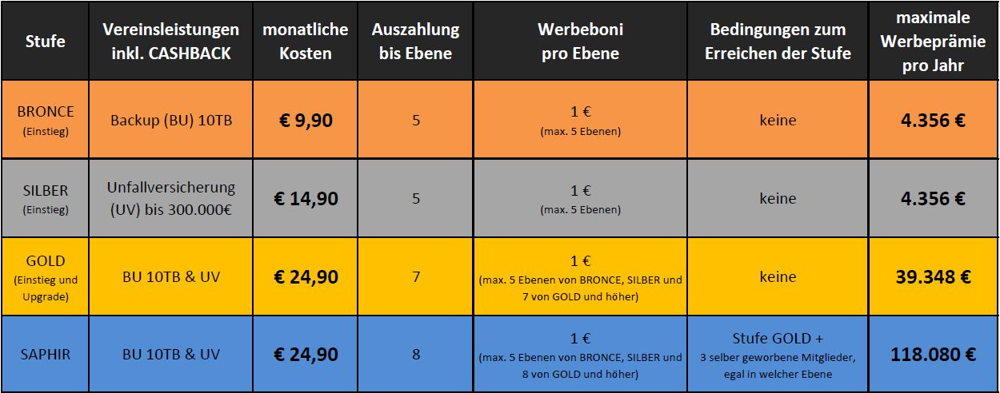 Stufe
Vereinsleistungen
inkl. CASHBACK
monatliche
Kosten
Auszahlung
bis Ebene
Werbeboni
pro Ebene
Bedingungen zum
Erreichen der Stufe
maximale
Werbeprämie
pro Jahr
BRONCE
(Einstieg)
Backup (BU) 10TB
€ 9,90
5
1 €
(max. 5 Ebenen)
keine
4.356 €
SILBER
(Einstieg)
Unfallversicherung
(UV) bis 300.000€
€ 14,90
5
1 €
(max. 5 Ebenen)
keine
4.356 €
GOLD
(Einstieg und
Upgrade)
BU 10TB & UV
€ 24,90
7
1 €
(max. 5 Ebenen von BRONCE, SILBER und
7 von GOLD und höher)
keine
39.348 €
SAPHIR
BU 10TB & UV
€ 24,90
8
1 €
(max. 5 Ebenen von BRONCE, SILBER und
8 von GOLD und höher)
Stufe GOLD +
3 selber geworbene Mitglieder,
egal in welcher Ebene
118.080 €